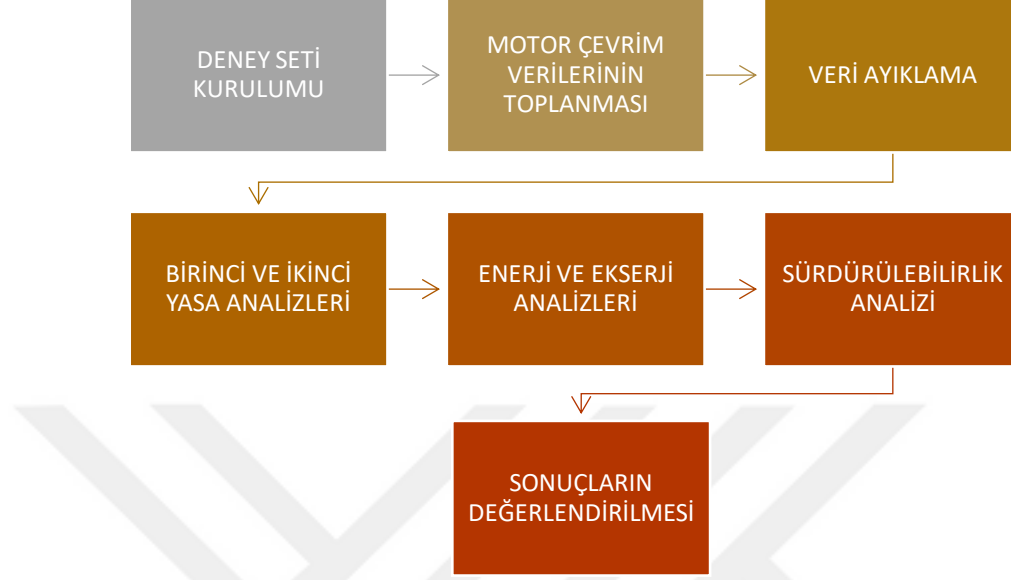 DENEY SETİ
KURULUMU
MOTOR ÇEVRİM
VERİLERİNİN
TOPLANMASI
VERİ AYIKLAMA
BİRİNCİ VE İKİNCİ
YASA ANALİZLERİ
ENERJİ VE EKSERJİ
ANALİZLERİ
SÜRDÜRÜLEBİLİRLİK
ANALİZİ
SONUÇLARIN
DEĞERLENDİRİLMESİ